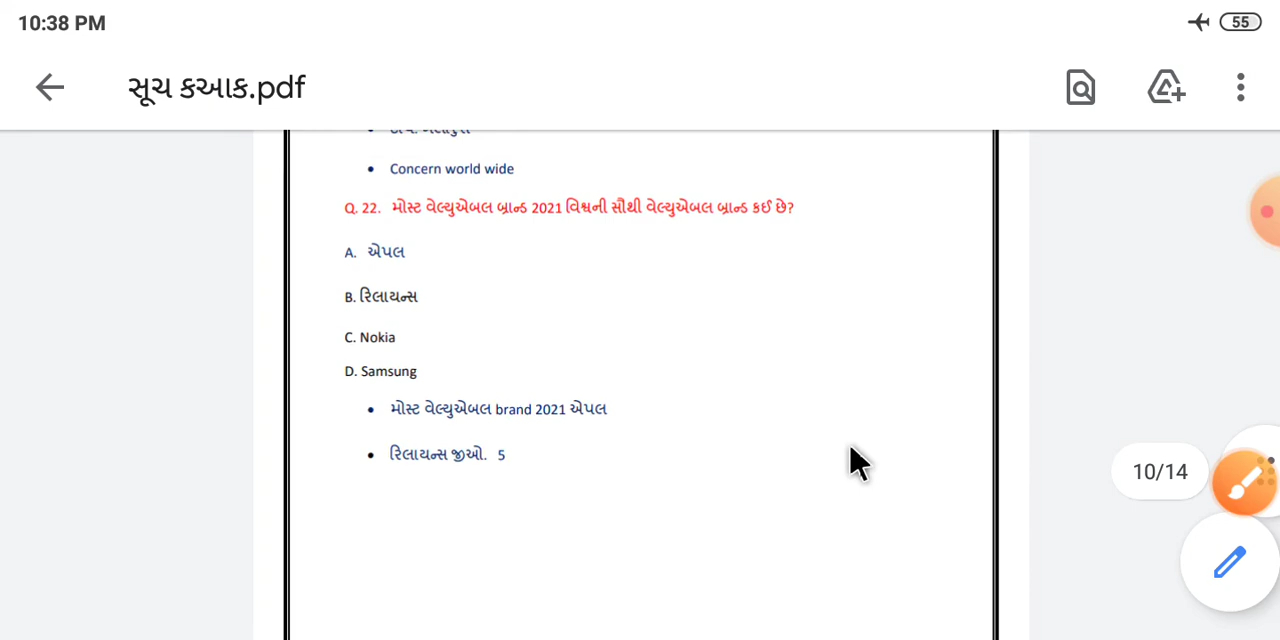 10:38 PM
55
સૂચ કઆક.pdf
Concern world wide
Q. 22. મોસ્ટ વેલ્યુએબલ બ્રાન્ડ 2021 વિશ્વની સૌથી વેલ્યુએબલ બ્રાન્ડ કઈ છે?
A. એપલ
B. રિલાયન્સ
C. Nokia
D. Samsung
મોસ્ટ વેલ્યુએબલ brand 2021 એપલ
રિલાયન્સ જીઓ. 5
10/14